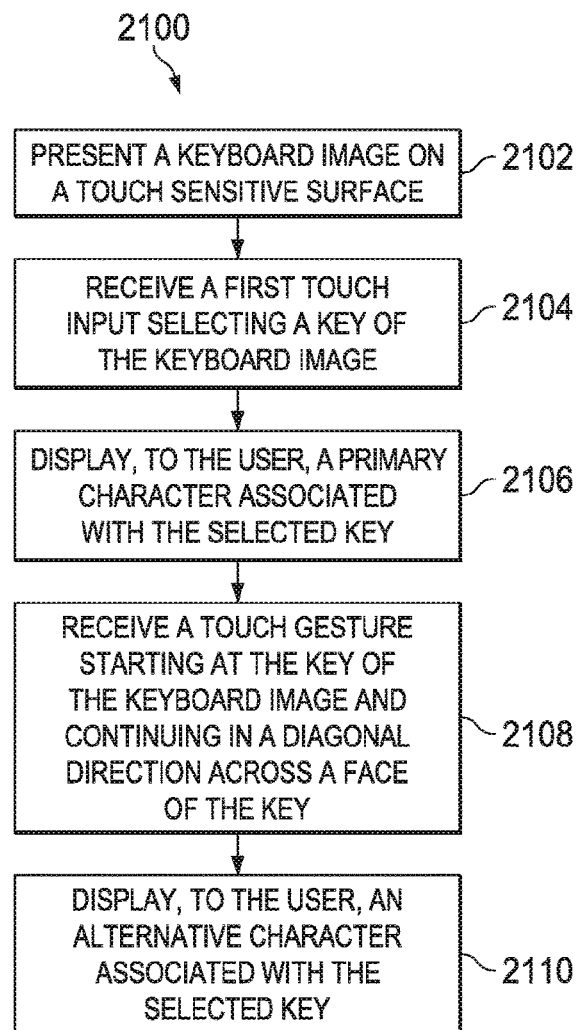 2100
PRESENT A KEYBOARD IMAGE ON
A TOUCH SENSITIVE SURFACE
2102
RECEIVE A FIRST TOUCH
INPUT SELECTING A KEY OF
THE KEYBOARD IMAGE
2104
DISPLAY, TO THE USER, A PRIMARY
CHARACTER ASSOCIATED
WITH THE SELECTED KEY
2106
RECEIVE A TOUCH GESTURE
STARTING AT THE KEY OF
THE KEYBOARD IMAGE AND
CONTINUING IN A DIAGONAL
DIRECTION ACROSS A FACE
OF THE KEY
2108
DISPLAY, TO THE USER, AN
ALTERNATIVE CHARACTER
ASSOCIATED WITH THE
SELECTED KEY
2110